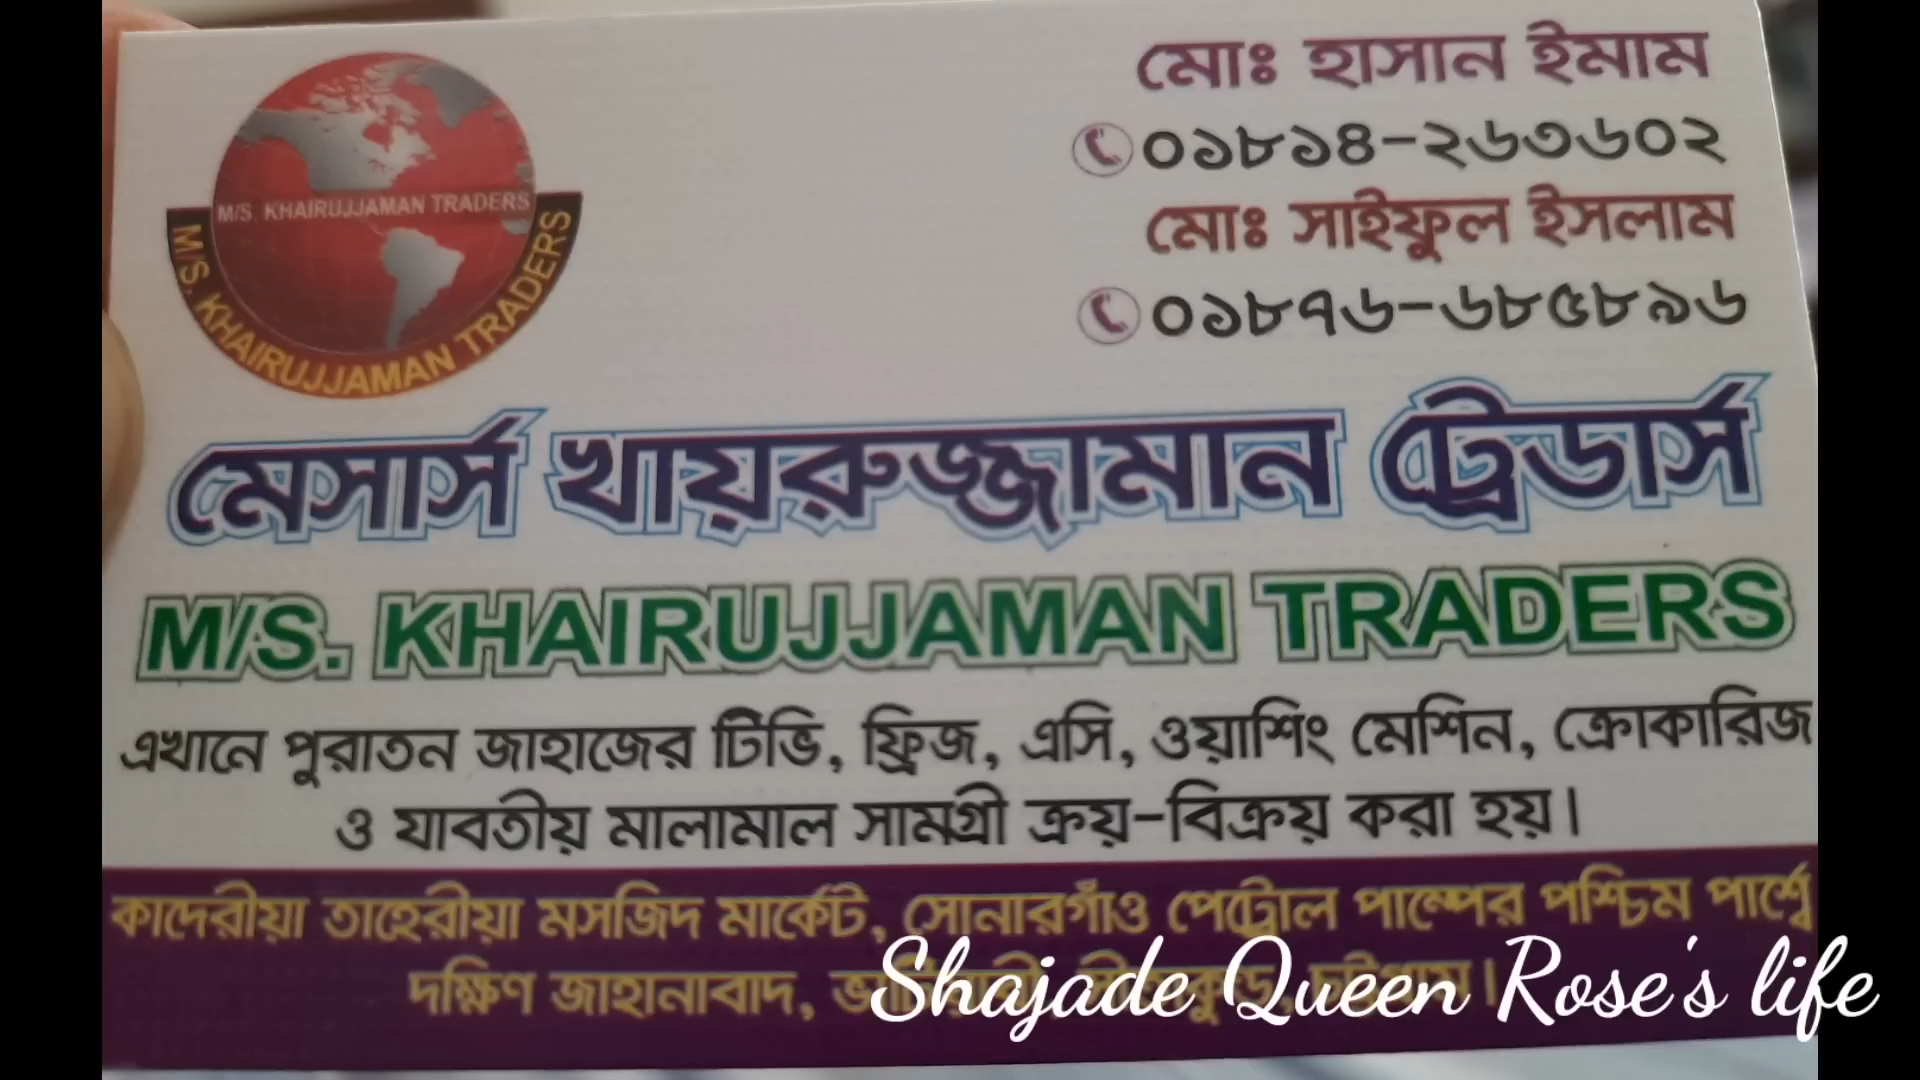 M/S. KHAIRUJJAMAN TRADERS
M/S. KHAIRUJJAMAN TRADERS
মোঃ হাসান ইমাম
০১৮১৪-২৬৩৬০২
মোঃ সাইফুল ইসলাম
০১৮৭৬-৬৮৫৮৯৬
মেসার্স খায়রুজ্জামান ট্রেডার্স
M/S. KHAIRUJJAMAN TRADERS
এখানে পুরাতন জাহাজের টিভি, ফ্রিজ, এসি, ওয়াশিং মেশিন, ক্রোকারিজ
ও যাবতীয় মালামাল সামগ্রী ক্রয়-বিক্রয় করা হয়।
কাদেরীয়া তাহেরীয়া মসজিদ মার্কেট, সোনারগাঁও পেট্রোল পাম্পের পশ্চিম পার্শ্বে
দক্ষিণ জাহানাবাদ,
Shajade Queen Rose's life